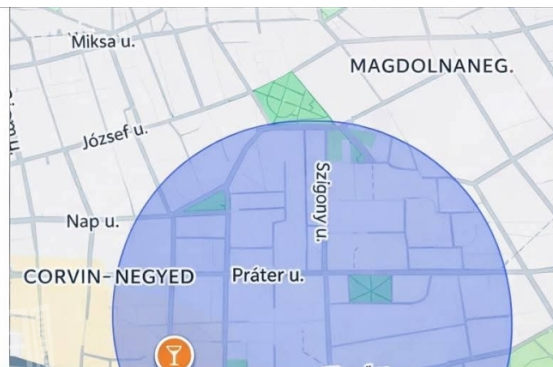 Miksa u.
MAGDOLNANEG.
József u.
Szigony u.
Nap u.
CORVIN-NEGYED
Práter u.